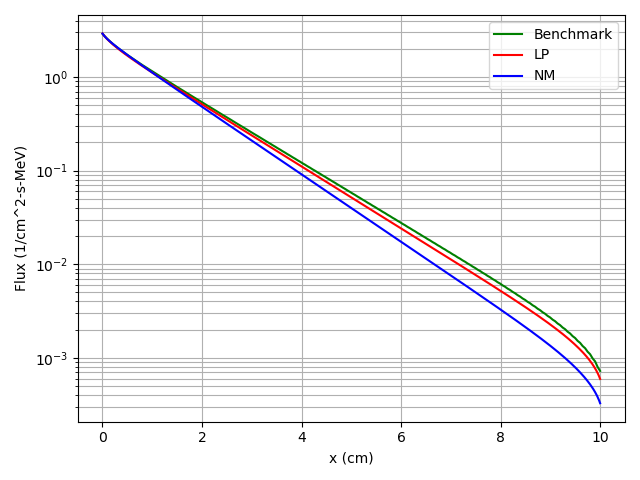 Benchmark
LP
NM
10^0
10^-1
10^-2
10^-3
Flux (1/cm^2-s-MeV)
0 2 4 6 8 10
x (cm)